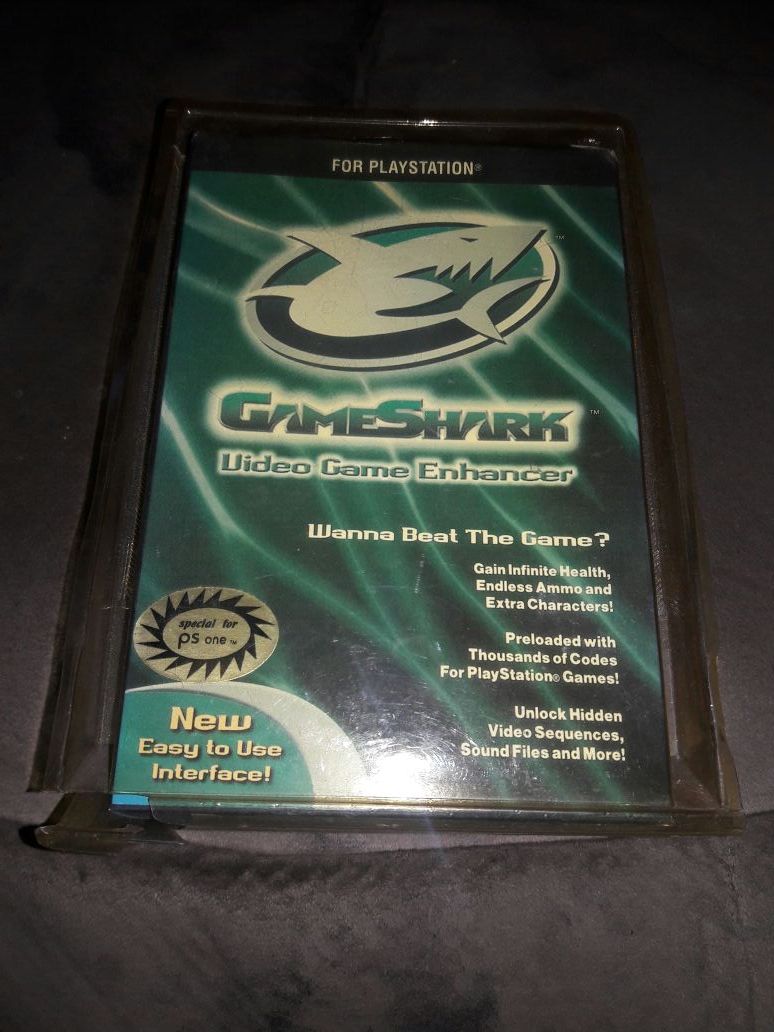 FOR PLAYSTATION®
TM
GAMESHARK™
Video Game Enhancer
Wanna Beat The Game?
Gain Infinite Health,
Endless Ammo and
Extra Characters!
special for
PS one™
Preloaded with
Thousands of Codes
For PlayStation® Games!
New
Easy to Use
Interface!
Unlock Hidden
Video Sequences,
Sound Files and More!